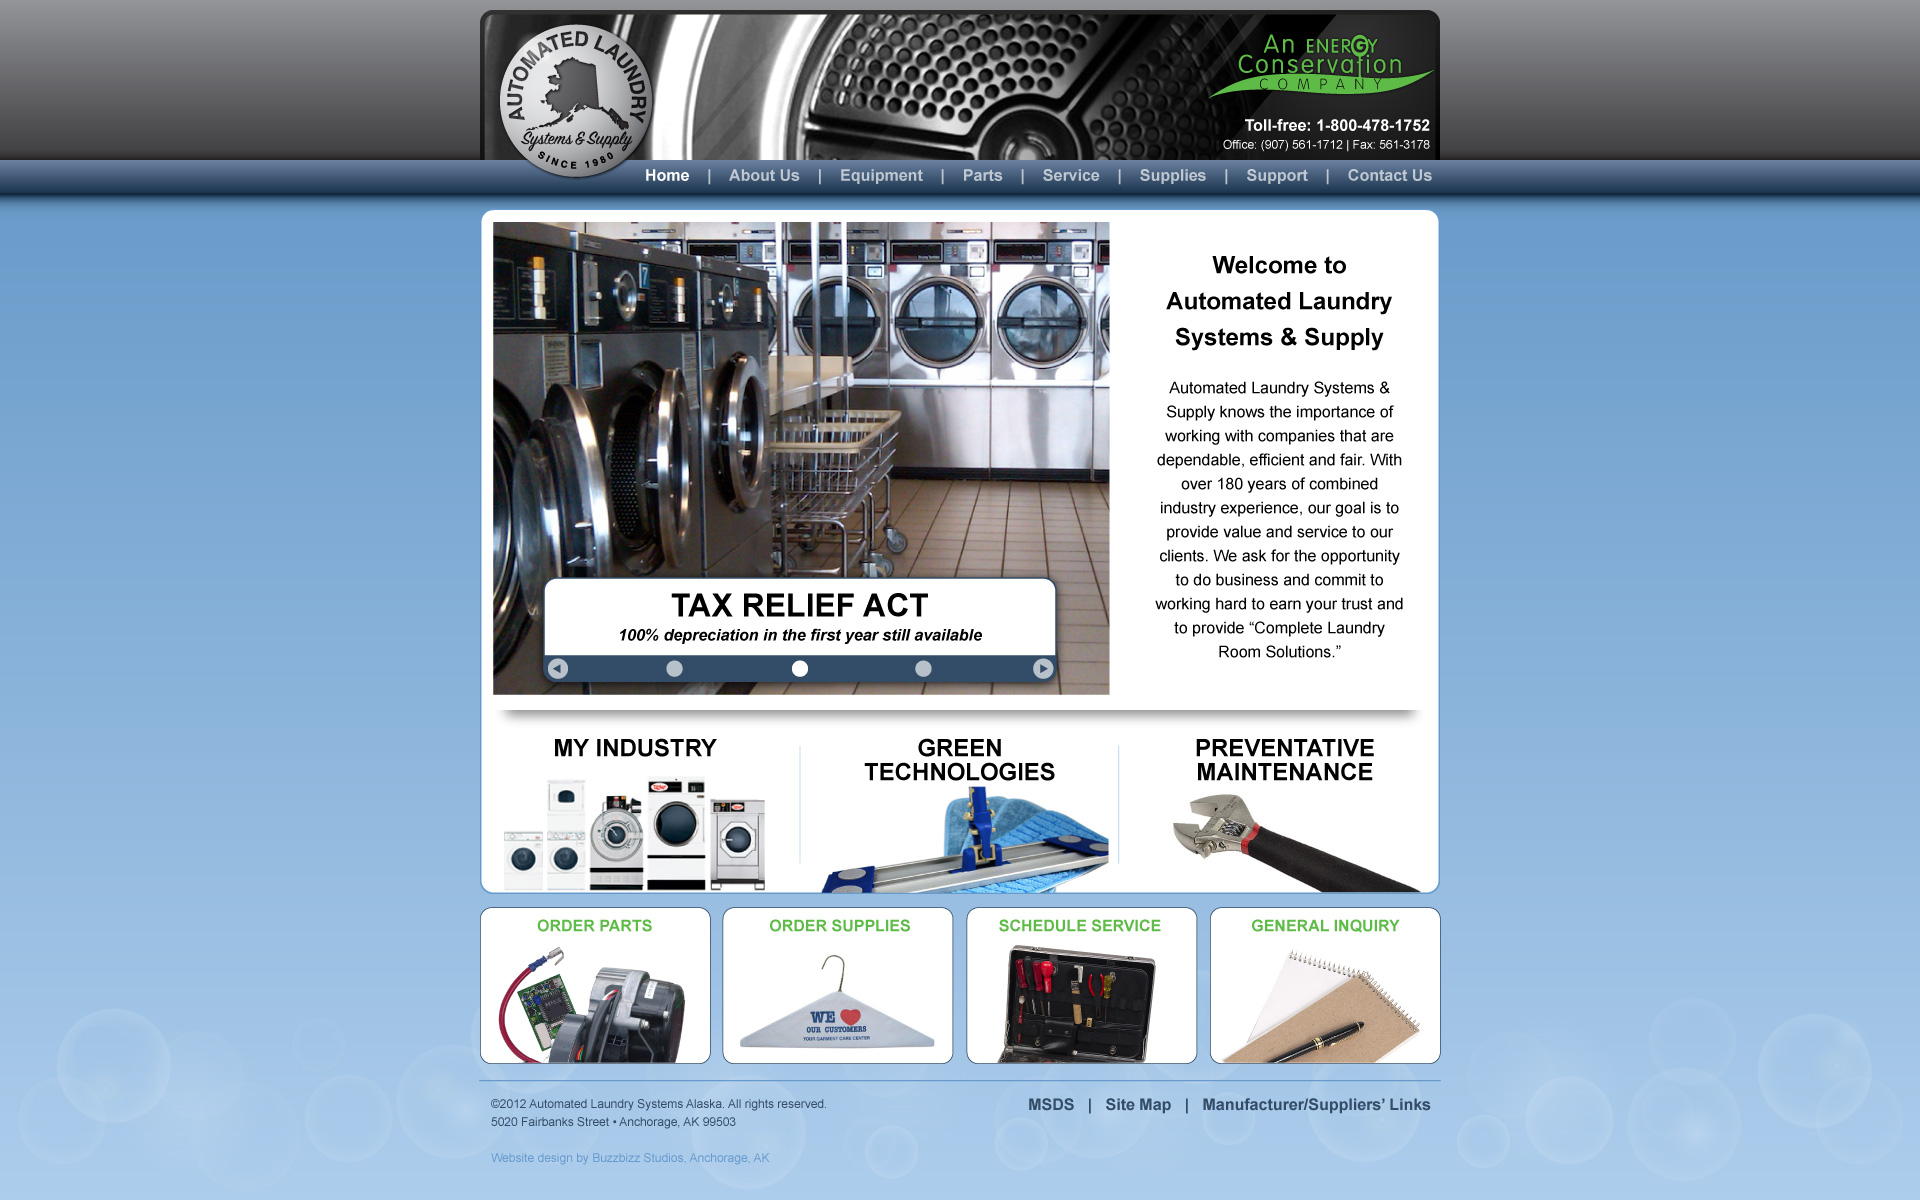 AUTOMATED LAUNDRY
Systems & Supply
SINCE 1980
An ENERGY
Conservation
COMPANY
Toll-free: 1-800-478-1752
Office: (907) 561-1712 | Fax: 561-3178
Home | About Us | Equipment | Parts | Service | Supplies | Support | Contact Us
7
Welcome to
Automated Laundry
Systems & Supply
Automated Laundry Systems &
Supply knows the importance of
working with companies that are
dependable, efficient and fair. With
over 180 years of combined
industry experience, our goal is to
provide value and service to our
clients. We ask for the opportunity
to do business and commit to
working hard to earn your trust and
to provide “Complete Laundry
Room Solutions.”
TAX RELIEF ACT
100% depreciation in the first year still available
MY INDUSTRY
GREEN
TECHNOLOGIES
PREVENTATIVE
MAINTENANCE
ORDER PARTS
ORDER SUPPLIES
SCHEDULE SERVICE
GENERAL INQUIRY
WE
OUR CUSTOMERS
YOUR GARMENT CARE CENTER
©2012 Automated Laundry Systems Alaska. All rights reserved.
5020 Fairbanks Street • Anchorage, AK 99503
MSDS | Site Map | Manufacturer/Suppliers’ Links
Website design by Buzzbizz Studios, Anchorage, AK